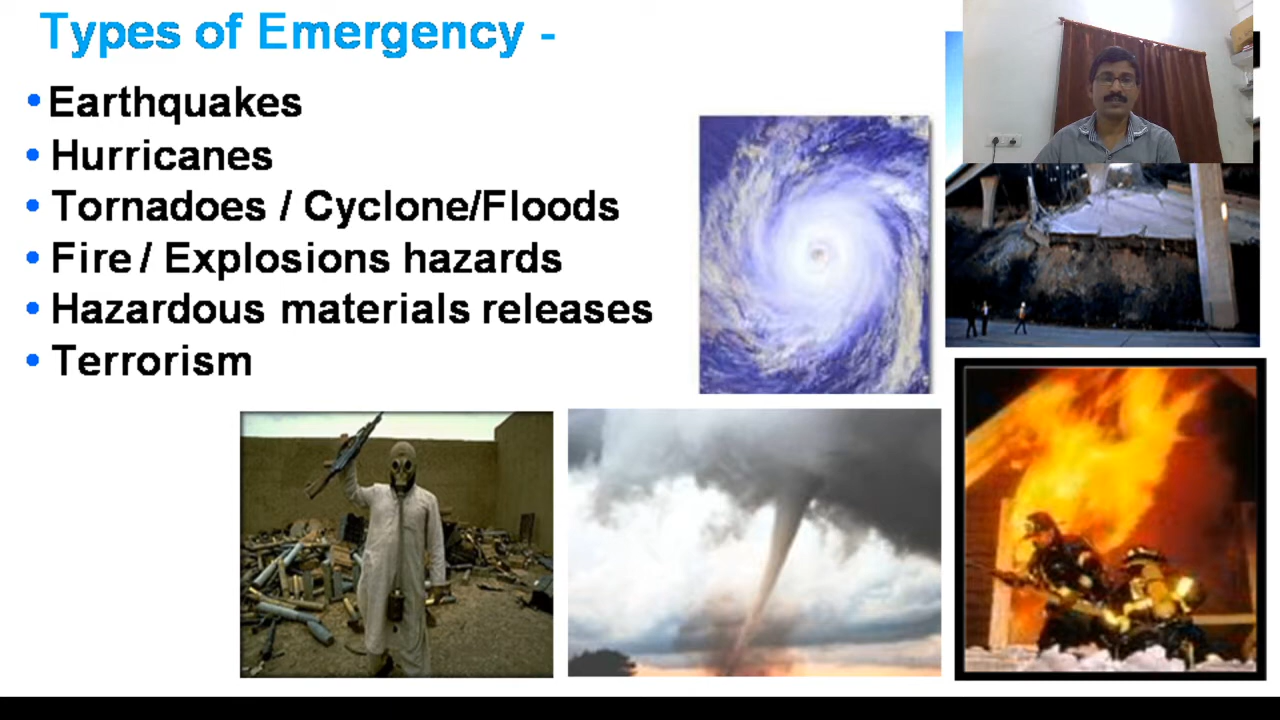 Types of Emergency -
• Earthquakes
• Hurricanes
• Tornadoes / Cyclone/Floods
• Fire / Explosions hazards
• Hazardous materials releases
• Terrorism